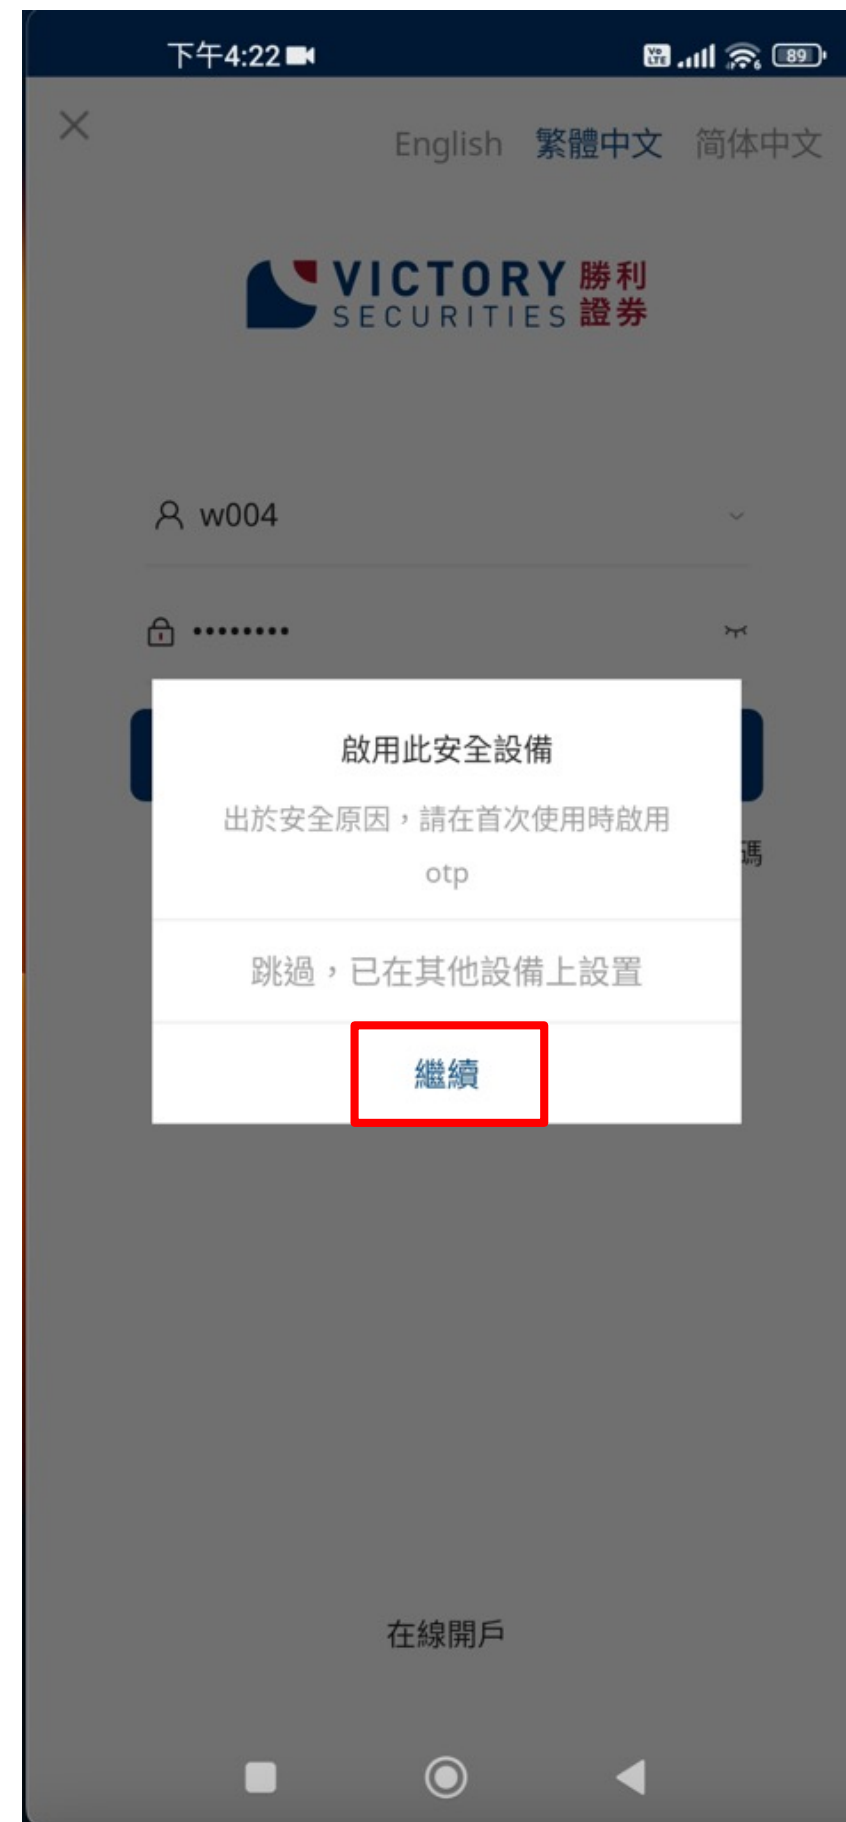 下午4:22
Vo LTE 6 89
English 繁體中文 简体中文
VICTORY 勝利
SECURITIES 證券
w004
••••••••
啟用此安全設備
出於安全原因，請在首次使用時啟用
otp
碼
跳過，已在其他設備上設置
繼續
在線開戶